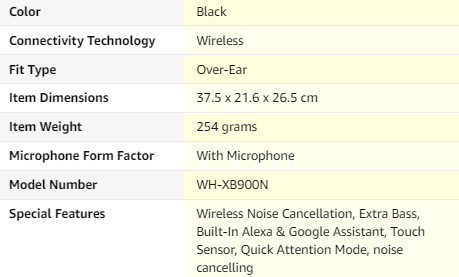 Color Black
Connectivity Technology Wireless
Fit Type Over-Ear
Item Dimensions 37.5 x 21.6 x 26.5 cm
Item Weight 254 grams
Microphone Form Factor With Microphone
Model Number WH-XB900N
Special Features Wireless Noise Cancellation, Extra Bass,
Built-In Alexa & Google Assistant, Touch
Sensor, Quick Attention Mode, noise
cancelling